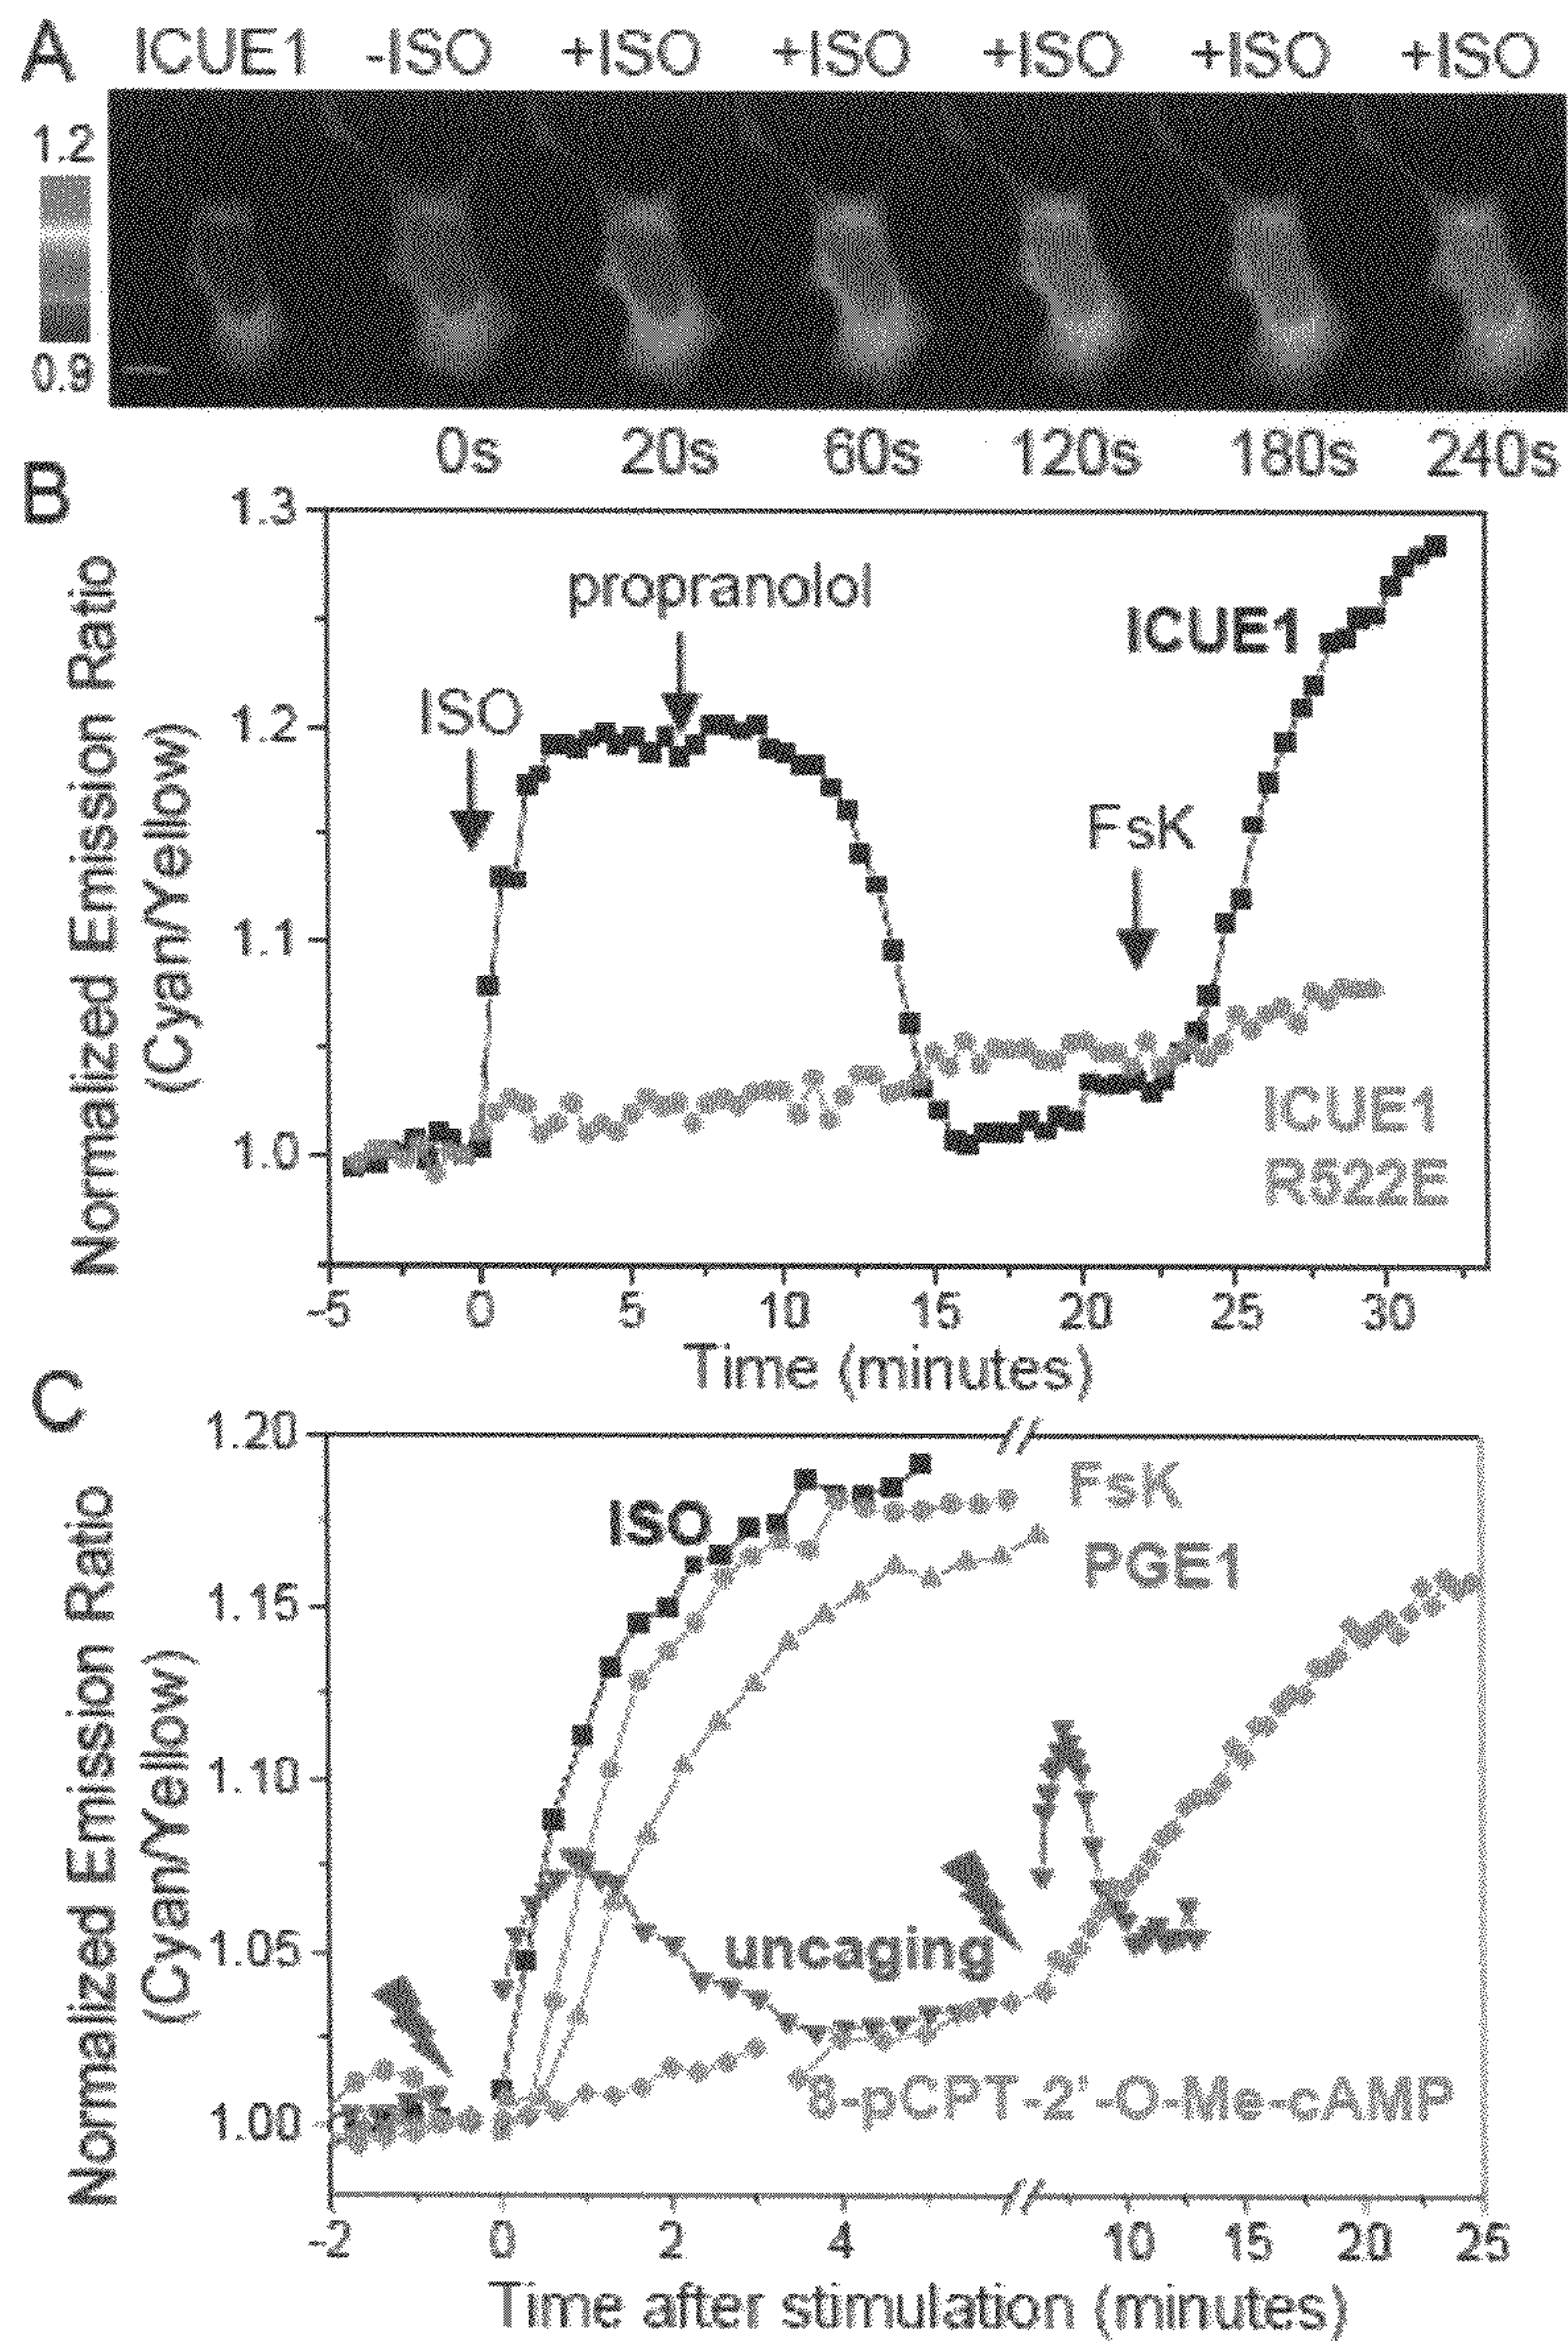 A ICUE1 -ISO +ISO +ISO +ISO +ISO +ISO
1.2
0.9
0s 20s 60s 120s 180s 240s
B
Normalized Emission Ratio
(Cyan/Yellow)
1.3
1.2
1.1
1.0
propranolol
ISO
ICUE1
FsK
ICUE1
R522E
-5 0 5 10 15 20 25 30
Time (minutes)
C
Normalized Emission Ratio
(Cyan/Yellow)
1.20
1.15
1.10
1.05
1.00
FsK
ISO
PGE1
uncaging
8-pCPT-2'-O-Me-cAMP
-2 0 2 4 10 15 20 25
Time after stimulation (minutes)